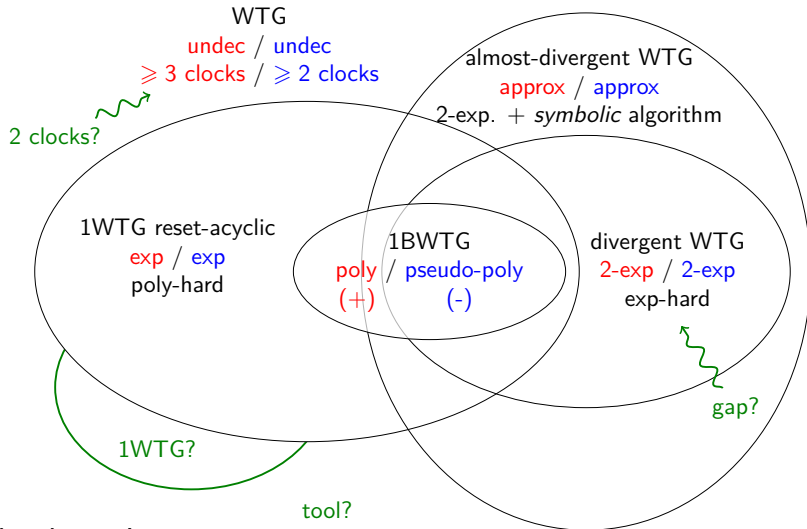 WTG
undec / undec
⩾ 3 clocks / ⩾ 2 clocks
almost-divergent WTG
approx / approx
2-exp. + symbolic algorithm
2 clocks?
1WTG reset-acyclic
exp / exp
poly-hard
1BWTG
poly / pseudo-poly
(+) (-)
divergent WTG
2-exp / 2-exp
exp-hard
gap?
1WTG?
tool?